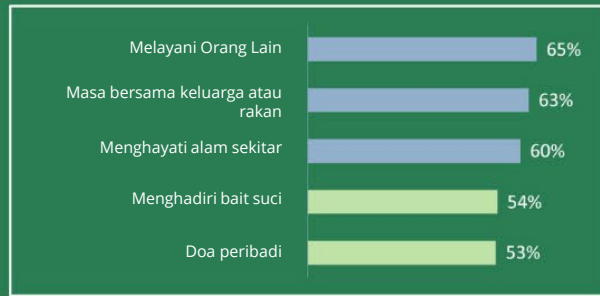 Melayani Orang Lain
65%
Masa bersama keluarga atau
rakan
63%
Menghayati alam sekitar
60%
Menghadiri bait suci
54%
Doa peribadi
53%